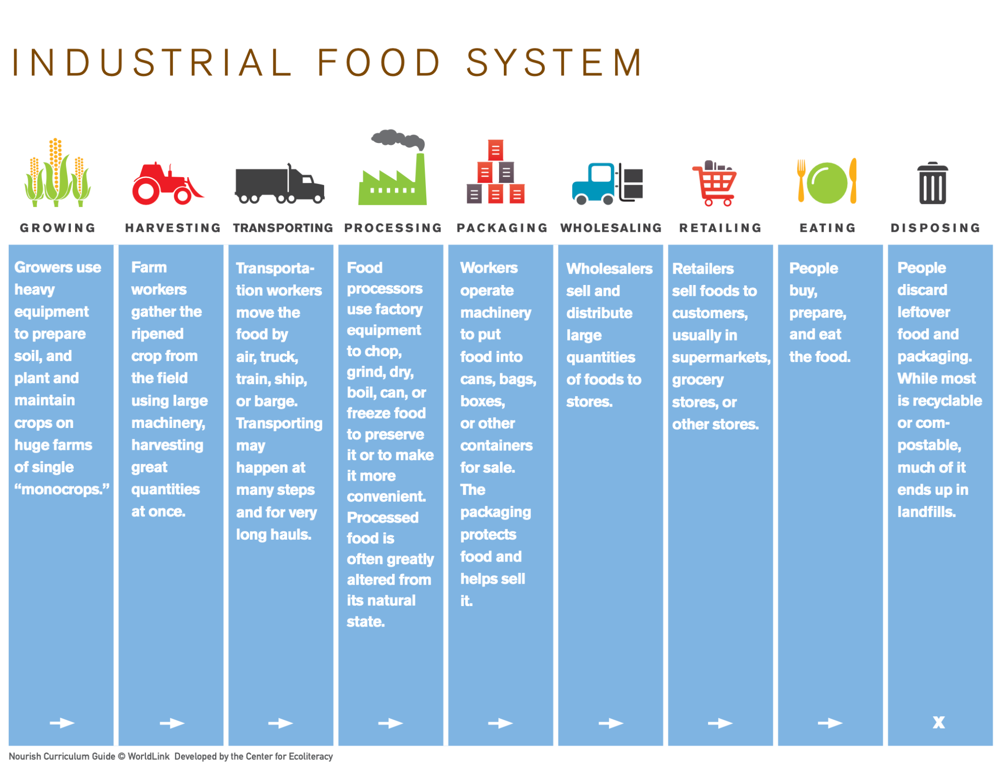 INDUSTRIAL FOOD SYSTEM
GROWING
Growers use
heavy
equipment
to prepare
soil, and
plant and
maintain
crops on
huge farms
of single
“monocrops.”
HARVESTING
Farm
workers
gather the
ripened
crop from
the field
using large
machinery,
harvesting
great
quantities
at once.
TRANSPORTING
Transporta-
tion workers
move the
food by
air, truck,
train, ship,
or barge.
Transporting
may
happen at
many steps
and for very
long hauls.
PROCESSING
Food
processors
use factory
equipment
to chop,
grind, dry,
boil, can, or
freeze food
to preserve
it or to make
it more
convenient.
Processed
food is
often greatly
altered from
its natural
state.
PACKAGING
Workers
operate
machinery
to put
food into
cans, bags,
boxes,
or other
containers
for sale.
The
packaging
protects
food and
helps sell
it.
WHOLESALING
Wholesalers
sell and
distribute
large
quantities
of foods to
stores.
RETAILING
Retailers
sell foods to
customers,
usually in
supermarkets,
grocery
stores, or
other stores.
EATING
People
buy,
prepare,
and eat
the food.
DISPOSING
People
discard
leftover
food and
packaging.
While most
is recyclable
or com-
postable,
much of it
ends up in
landfills.
X
Nourish Curriculum Guide © WorldLink Developed by the Center for Ecoliteracy